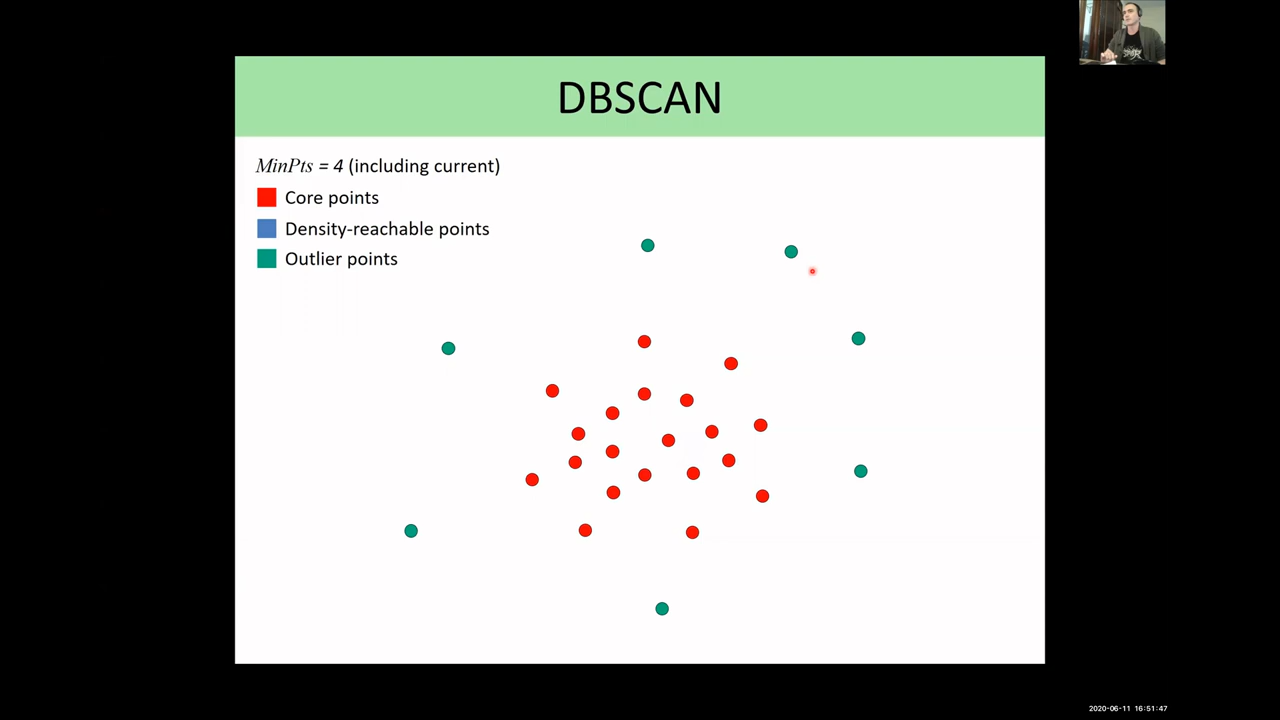 DBSCAN
MinPts = 4 (including current)
Core points
Density-reachable points
Outlier points
2020-06-11 16:51:47